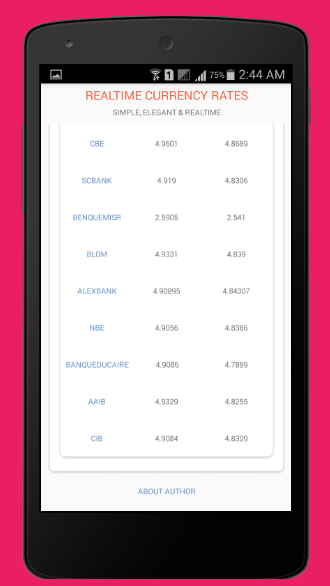 1 75% 2:44 AM
REALTIME CURRENCY RATES
SIMPLE, ELEGANT & REALTIME
CBE 4.9601 4.8689
SCBANK 4.919 4.8306
BENQUEMISR 2.5905 2.541
BLOM 4.9331 4.839
ALEXBANK 4.90895 4.84307
NBE 4.9056 4.8386
BANQUEDUCAIRE 4.9086 4.7889
AAIB 4.9329 4.8255
CIB 4.9084 4.8309
ABOUT AUTHOR